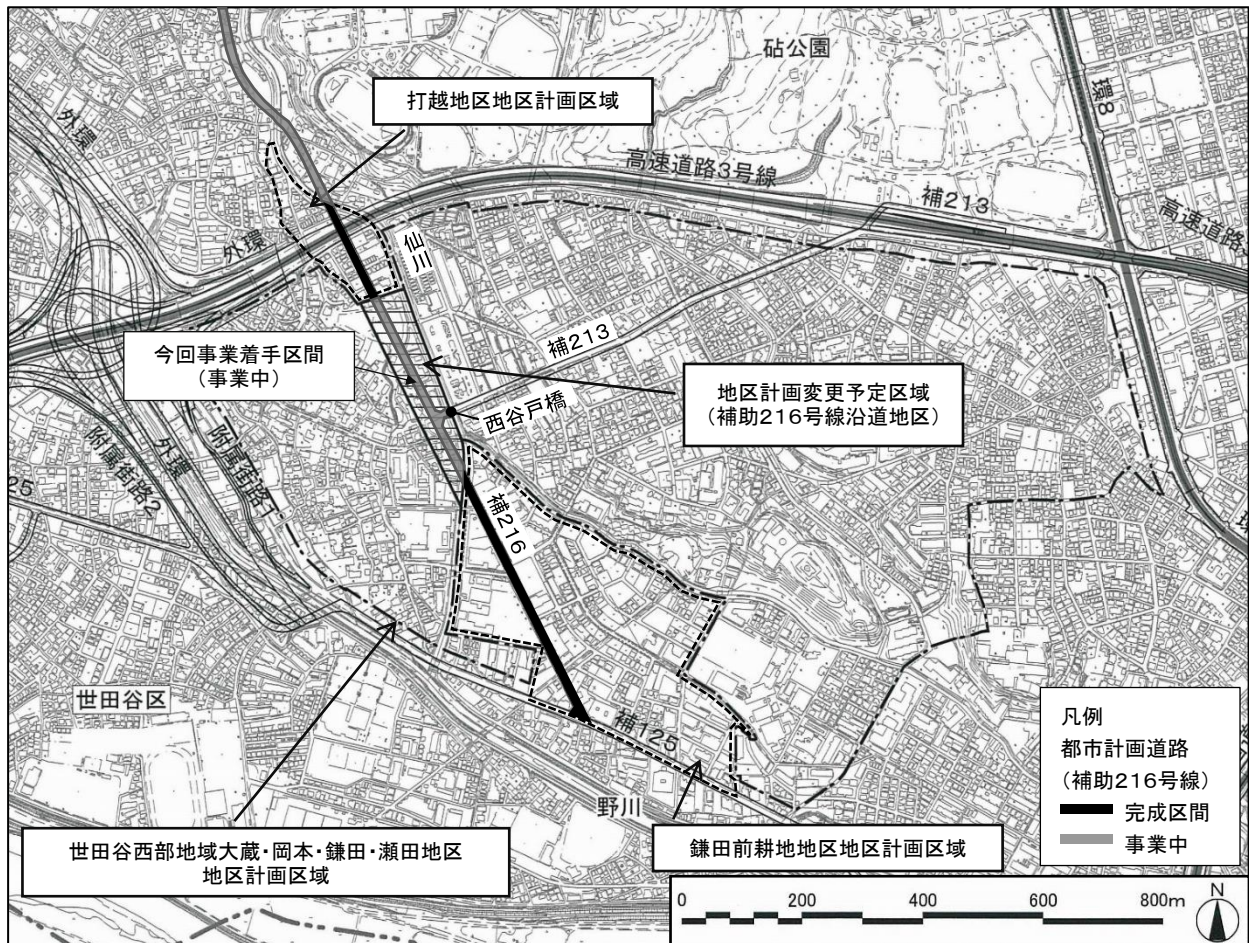 砧公園
環8
打越地区地区計画区域
外環
高速道路3号線
補213
高速道路
外環
仙川
今回事業着手区間
(事業中)
補213
地区計画変更予定区域
(補助216号線沿道地区)
西谷戸橋
附属街路1
外環
附属街路2
25
補216
世田谷区
補125
野川
世田谷西部地域大蔵・岡本・鎌田・瀬田地区
地区計画区域
鎌田前耕地地区地区計画区域
凡例
都市計画道路
(補助216号線)
完成区間
事業中
0 200 400 600 800m
N